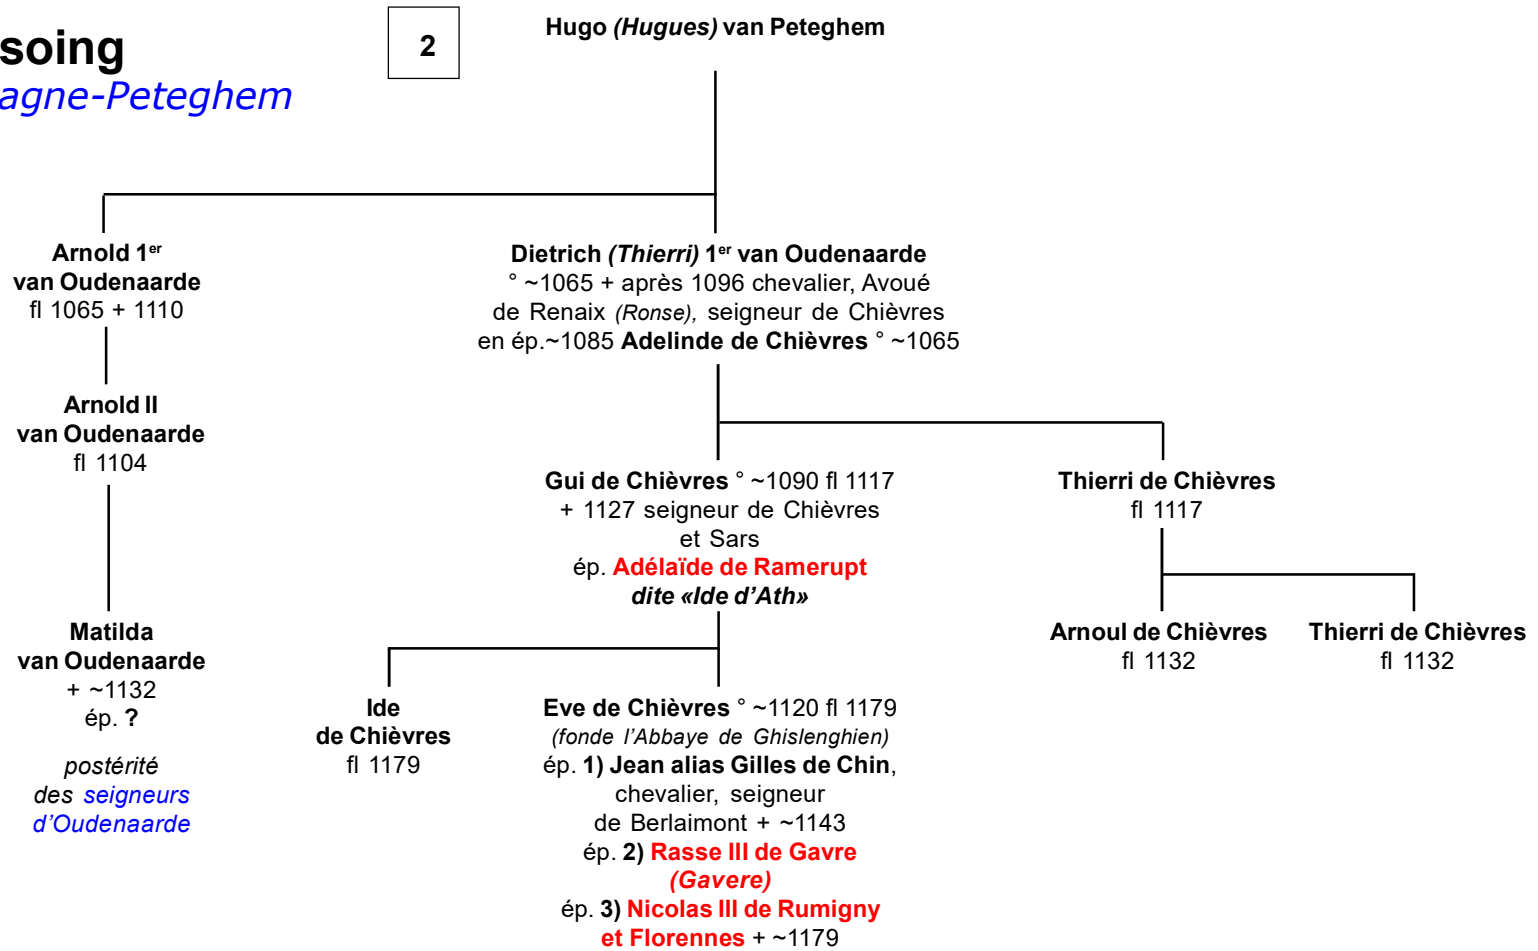 soing
agne-Peteghem
2
Hugo (Hugues) van Peteghem
Arnold 1er
van Oudenaarde
fl 1065 + 1110
Dietrich (Thierri) 1er van Oudenaarde
° ~1065 + après 1096 chevalier, Avoué
de Renaix (Ronse), seigneur de Chièvres
en ép.~1085 Adelinde de Chièvres ° ~1065
Arnold II
van Oudenaarde
fl 1104
Gui de Chièvres ° ~1090 fl 1117
+ 1127 seigneur de Chièvres
et Sars
ép. Adélaïde de Ramerupt
dite «Ide d’Ath»
Thierri de Chièvres
fl 1117
Matilda
van Oudenaarde
+ ~1132
ép. ?
postérité
des seigneurs
d’Oudenaarde
Ide
de Chièvres
fl 1179
Eve de Chièvres ° ~1120 fl 1179
(fonde l’Abbaye de Ghislenghien)
ép. 1) Jean alias Gilles de Chin,
chevalier, seigneur
de Berlaimont + ~1143
ép. 2) Rasse III de Gavre
(Gavere)
ép. 3) Nicolas III de Rumigny
et Florennes + ~1179
Arnoul de Chièvres
fl 1132
Thierri de Chièvres
fl 1132